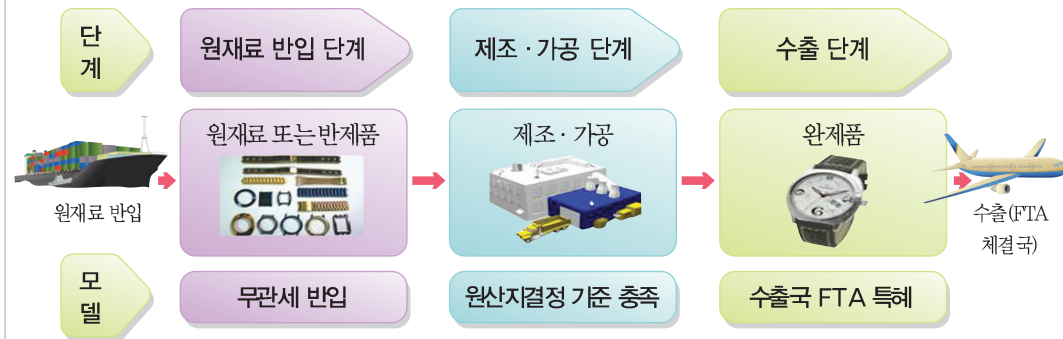 단
계
원재료 반입 단계
제조 · 가공 단계
수출 단계
원재료 반입
원재료 또는 반제품
제조 · 가공
완제품
수출(FTA
체결국)
모
델
무관세 반입
원산지결정 기준 충족
수출국 FTA 특혜